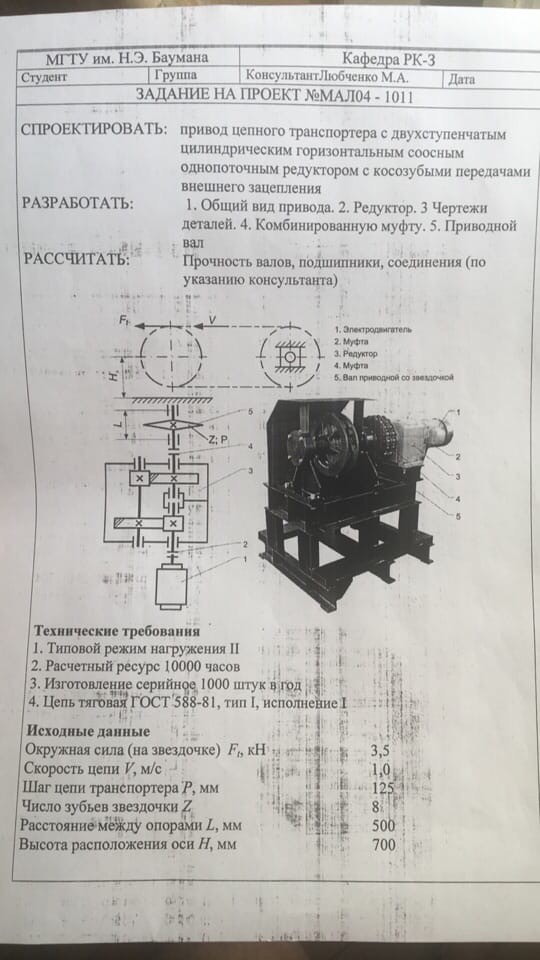 МГТУ им. Н.Э. Баумана Кафедра РК-3
Студент Группа КонсультантЛюбченко М.А. Дата
ЗАДАНИЕ НА ПРОЕКТ №МАЛ04 - 1011
СПРОЕКТИРОВАТЬ: привод цепного транспортера с двухступенчатым
цилиндрическим горизонтальным соосным
однопоточным редуктором с косозубыми передачами
внешнего зацепления
РАЗРАБОТАТЬ: 1. Общий вид привода. 2. Редуктор. 3 Чертежи
деталей. 4. Комбинированную муфту. 5. Приводной
вал
РАССЧИТАТЬ: Прочность валов, подшипники, соединения (по
указанию консультанта)
Ft V
1. Электродвигатель
2. Муфта
3. Редуктор
4. Муфта
5. Вал приводной со звездочкой
H
L
5
Z; P
4
3
2
1
1
2
3
4
5
Технические требования
1. Типовой режим нагружения II
2. Расчетный ресурс 10000 часов
3. Изготовление серийное 1000 штук в год
4. Цепь тяговая ГОСТ 588-81, тип I, исполнение I
Исходные данные
Окружная сила (на звездочке) Ft, кН 3,5
Скорость цепи V, м/с 1,0
Шаг цепи транспортера P, мм 125
Число зубьев звездочки Z 8
Расстояние между опорами L, мм 500
Высота расположения оси H, мм 700